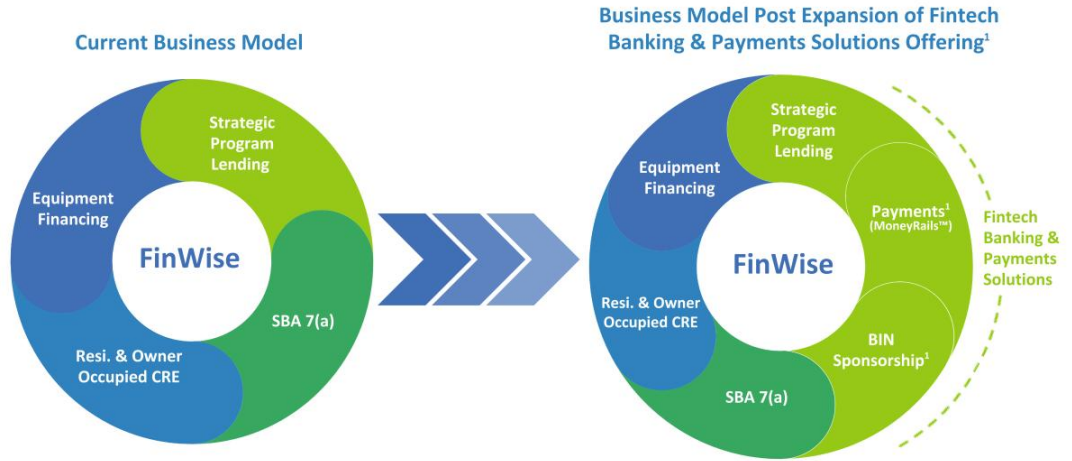 Current Business Model
Strategic
Program
Lending
Equipment
Financing
FinWise
SBA 7(a)
Resi. & Owner
Occupied CRE
Business Model Post Expansion of Fintech
Banking & Payments Solutions Offering¹
Strategic
Program
Lending
Equipment
Financing
Payments¹
(MoneyRails™)
Fintech
Banking &
Payments
Solutions
FinWise
Resi. & Owner
Occupied CRE
BIN
Sponsorship¹
SBA 7(a)